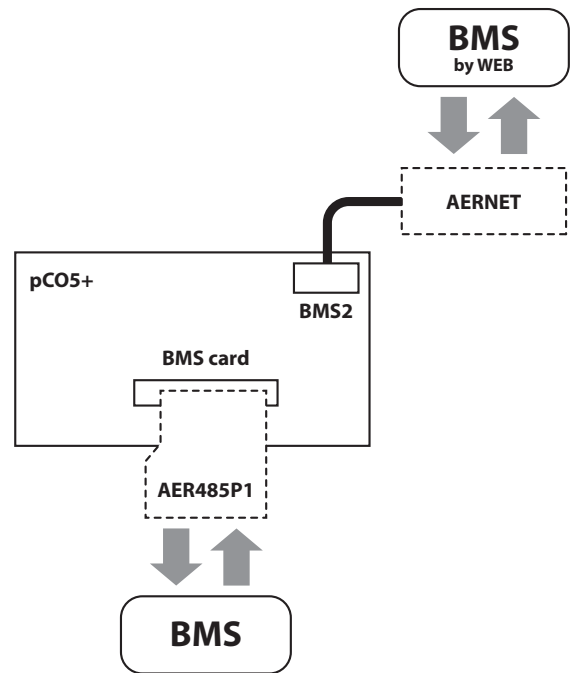 BMS
by WEB
AERNET
pCO5+
BMS2
BMS card
AER485P1
BMS